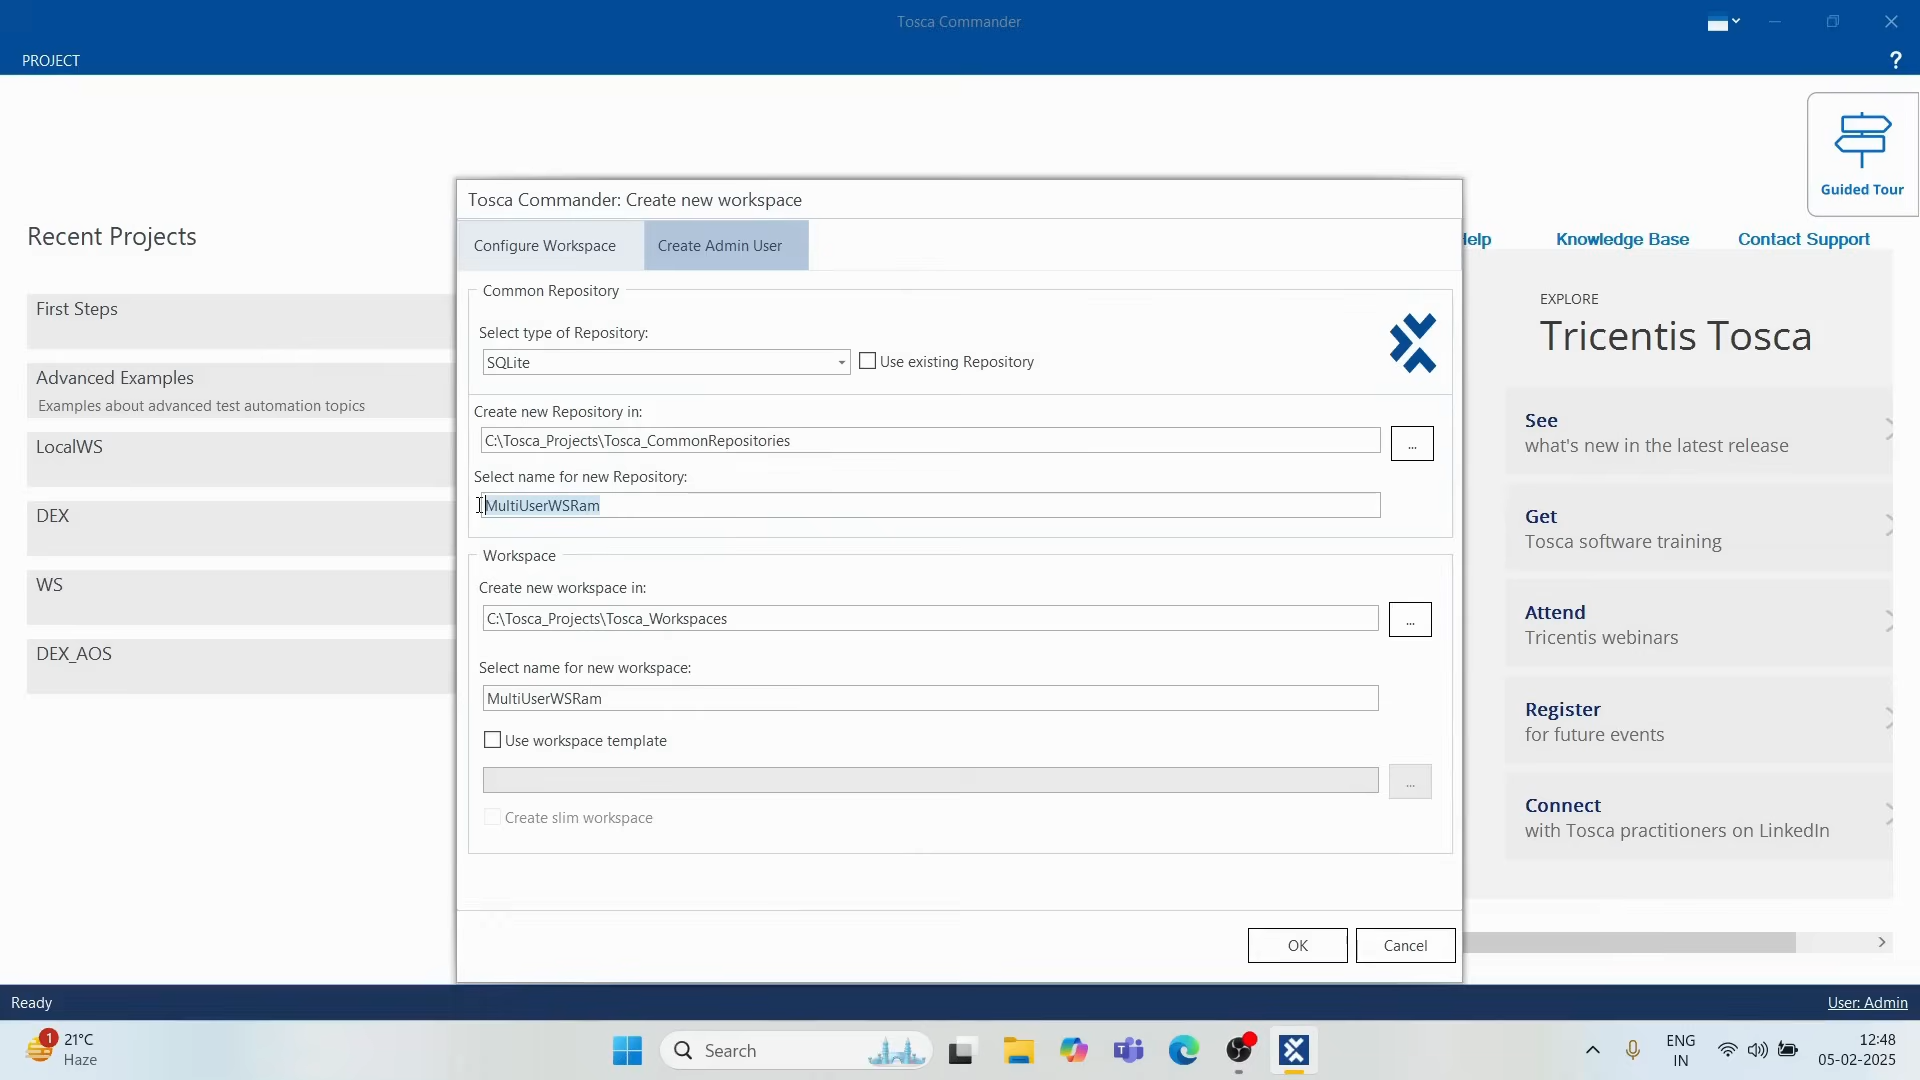 Tosca Commander
PROJECT
?
Guided Tour
Recent Projects
First Steps
Advanced Examples
Examples about advanced test automation topics
LocalWS
DEX
WS
DEX_AOS
Tosca Commander: Create new workspace
Configure Workspace
Create Admin User
Common Repository
Select type of Repository:
SQLite
Use existing Repository
Create new Repository in:
C:\Tosca_Projects\Tosca_CommonRepositories
...
Select name for new Repository:
MultiUserWSRam
Workspace
Create new workspace in:
C:\Tosca_Projects\Tosca_Workspaces
...
Select name for new workspace:
MultiUserWSRam
Use workspace template
...
Create slim workspace
OK
Cancel
Knowledge Base
Contact Support
EXPLORE
Tricentis Tosca
See
what's new in the latest release
Get
Tosca software training
Attend
Tricentis webinars
Register
for future events
Connect
with Tosca practitioners on LinkedIn
Ready
User: Admin
1
21°C
Haze
Search
ENG
IN
12:48
05-02-2025